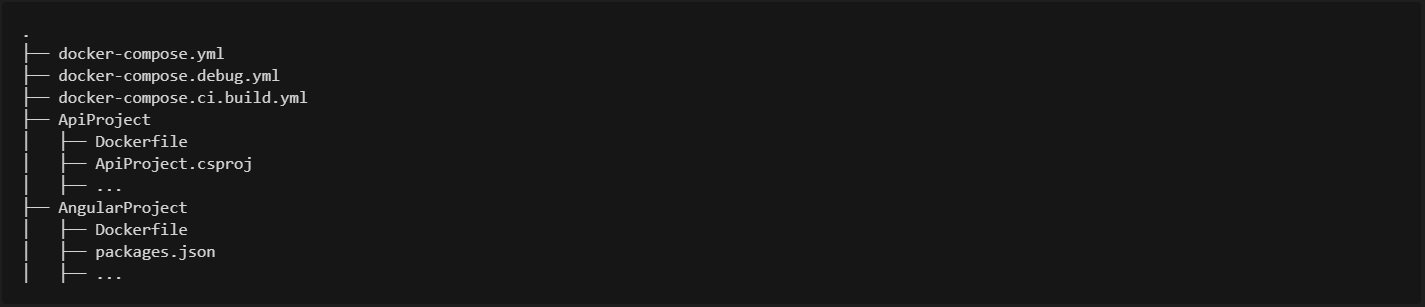 .
├── docker-compose.yml
├── docker-compose.debug.yml
├── docker-compose.ci.build.yml
├── ApiProject
│   ├── Dockerfile
│   ├── ApiProject.csproj
│   ├── ...
├── AngularProject
│   ├── Dockerfile
│   ├── packages.json
│   ├── ...